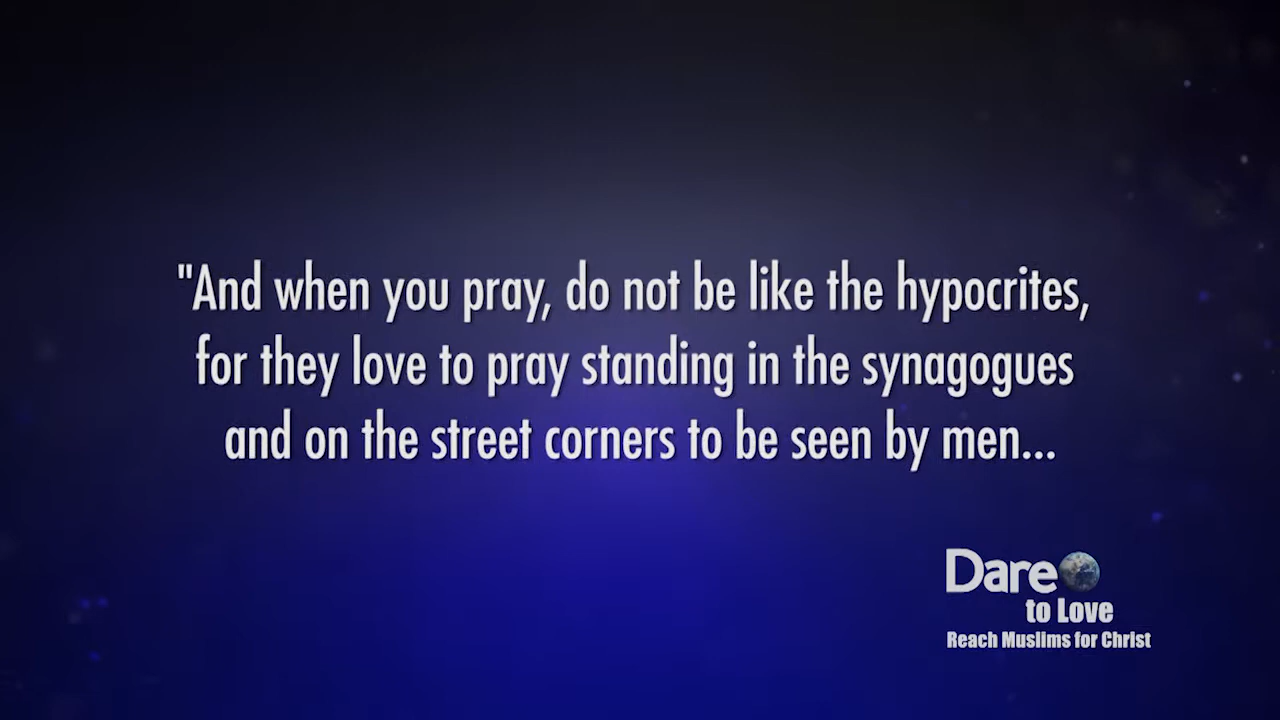 "And when you pray, do not be like the hypocrites,
for they love to pray standing in the synagogues
and on the street corners to be seen by men...
Dare
to Love
Reach Muslims for Christ